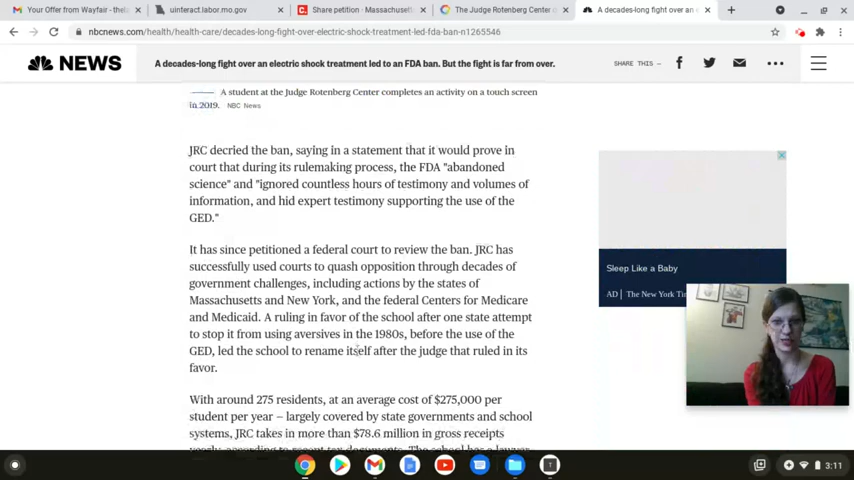 Your Offer from Wayfair - thela
uinteract.labor.mo.gov
Share petition · Massachuset
The Judge Rotenberg Center o
A decades-long fight over an e
nbcnews.com/health/health-care/decades-long-fight-over-electric-shock-treatment-led-fda-ban-n1265546
NEWS
A decades-long fight over an electric shock treatment led to an FDA ban. But the fight is far from over.
SHARE THIS —
A student at the Judge Rotenberg Center completes an activity on a touch screen
in 2019. NBC News
JRC decried the ban, saying in a statement that it would prove in
court that during its rulemaking process, the FDA "abandoned
science" and "ignored countless hours of testimony and volumes of
information, and hid expert testimony supporting the use of the
GED."
It has since petitioned a federal court to review the ban. JRC has
successfully used courts to quash opposition through decades of
government challenges, including actions by the states of
Massachusetts and New York, and the federal Centers for Medicare
and Medicaid. A ruling in favor of the school after one state attempt
to stop it from using aversives in the 1980s, before the use of the
GED, led the school to rename itself after the judge that ruled in its
favor.
With around 275 residents, at an average cost of $275,000 per
student per year — largely covered by state governments and school
systems, JRC takes in more than $78.6 million in gross receipts
yearly, according to recent tax documents. The school has a lawyer
Sleep Like a Baby
AD | The New York Tim
3:11